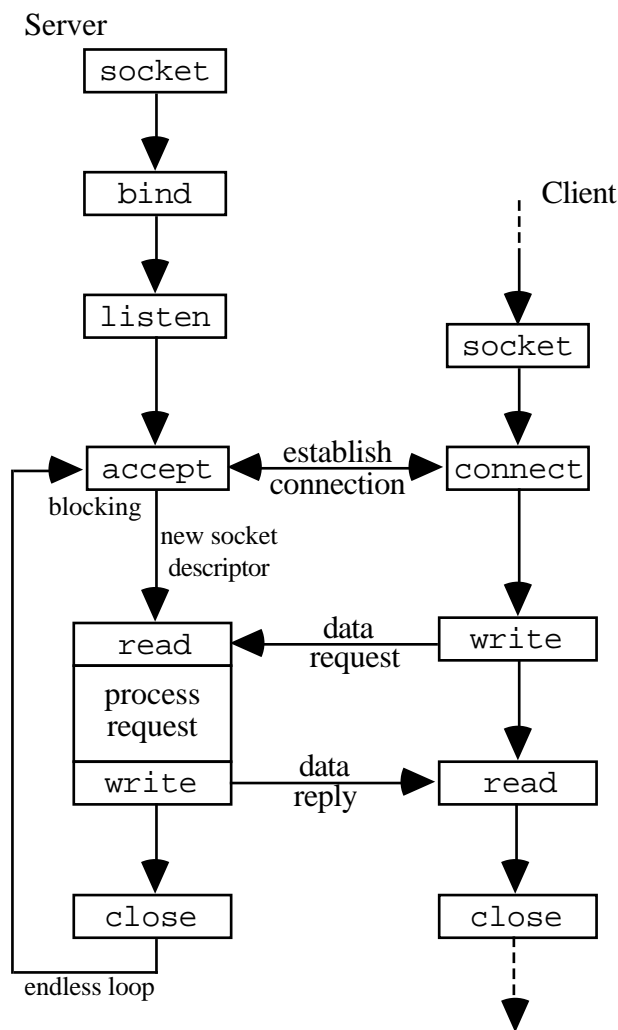 Server
socket
bind
Client
listen
socket
accept
establish
connection
connect
blocking
new socket
descriptor
read
data
request
write
process
request
write
data
reply
read
close
close
endless loop